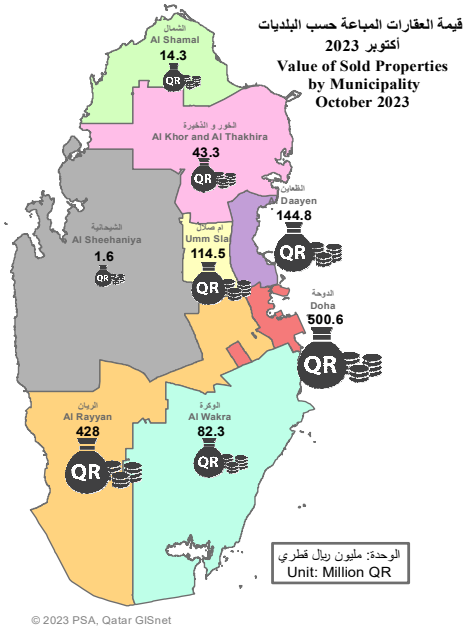 قيمة العقارات المباعة حسب البلديات
أكتوبر 2023
Value of Sold Properties
by Municipality
October 2023
الشمال
Al Shamal
14.3
QR
الخور و الذخيرة
Al Khor and Al Thakhira
43.3
QR
الظعاين
Al Daayen
144.8
QR
الشيحانية
Al Sheehaniya
1.6
QR
ام صلال
Umm Sla
114.5
QR
الدوحة
Doha
500.6
QR
الريان
Al Rayyan
428
QR
الوكرة
Al Wakra
82.3
QR
الوحدة: مليون ريال قطري
Unit: Million QR
© 2023 PSA, Qatar GISnet